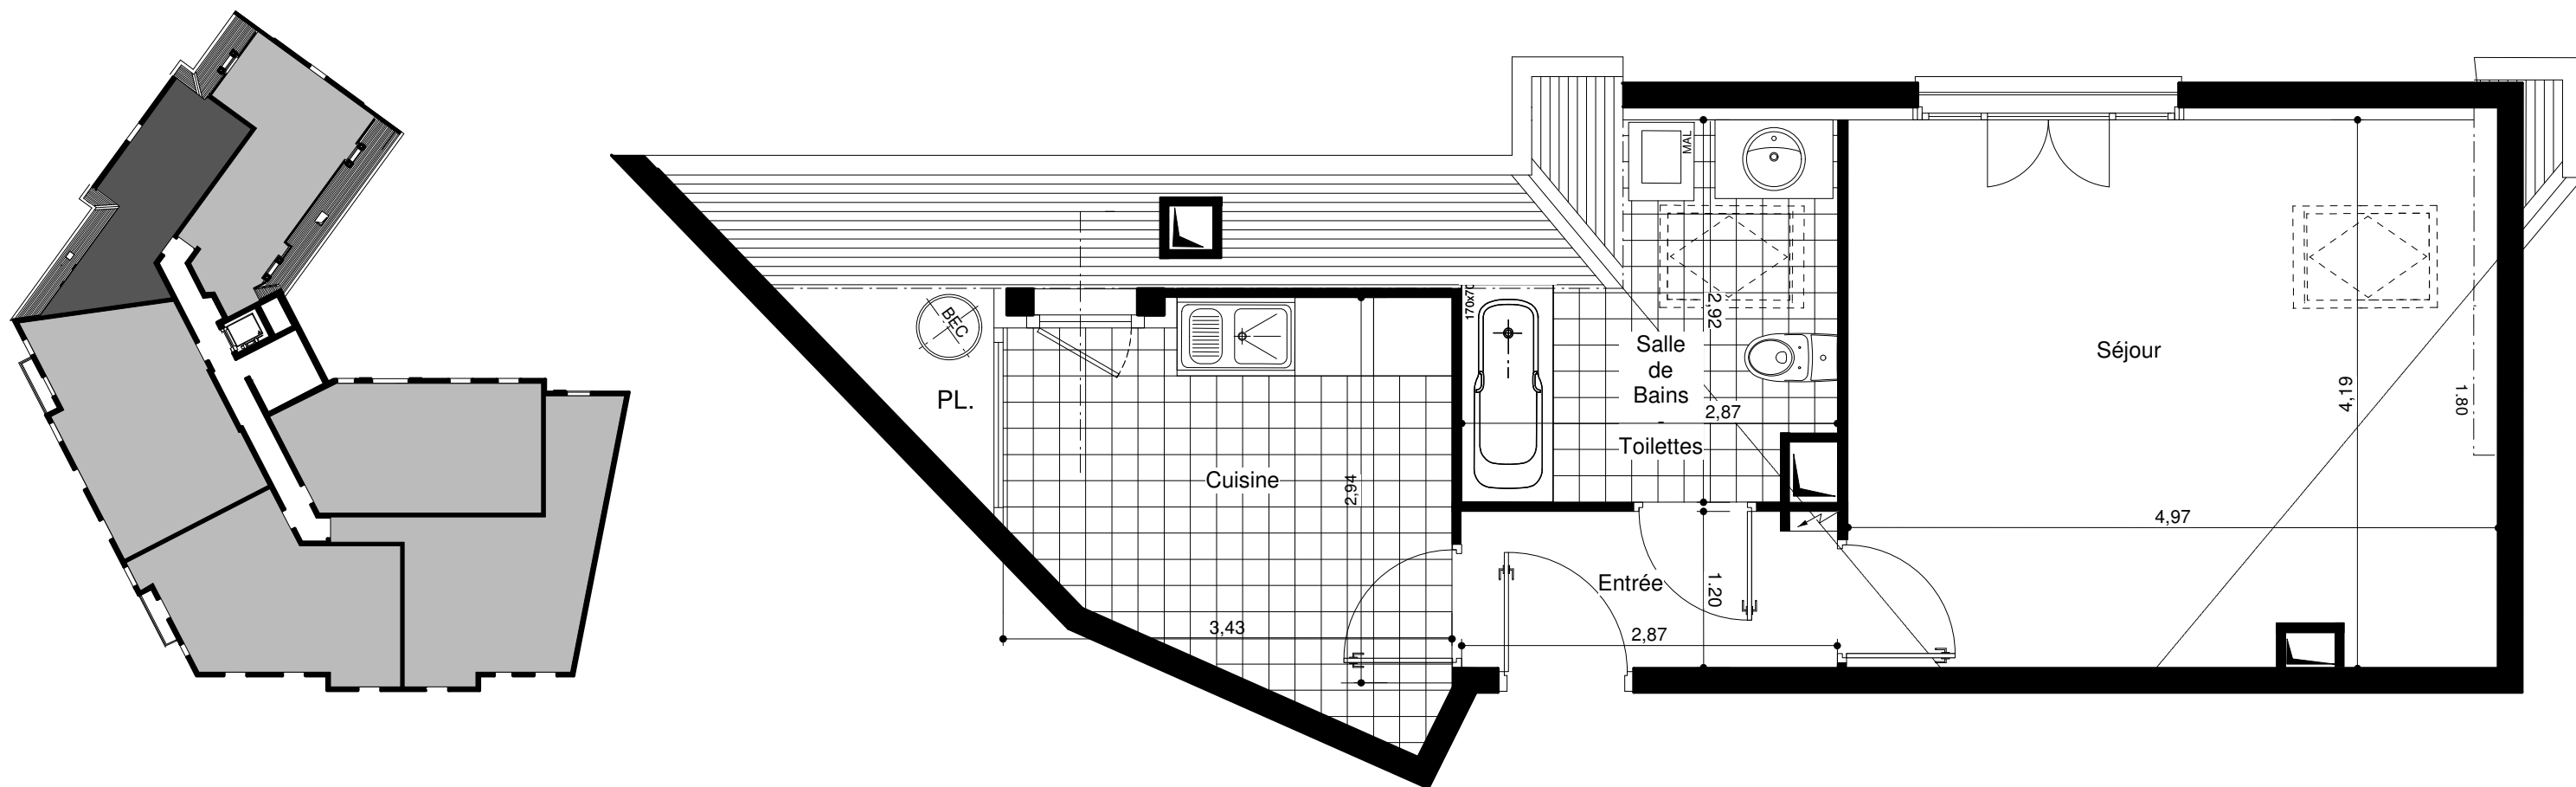 MAL
170x70
BEC
2,92
Salle
de
Bains
Séjour
4,19
1.80
PL.
2,87
Toilettes
Cuisine
2,94
4,97
Entrée
1.20
3,43
2,87